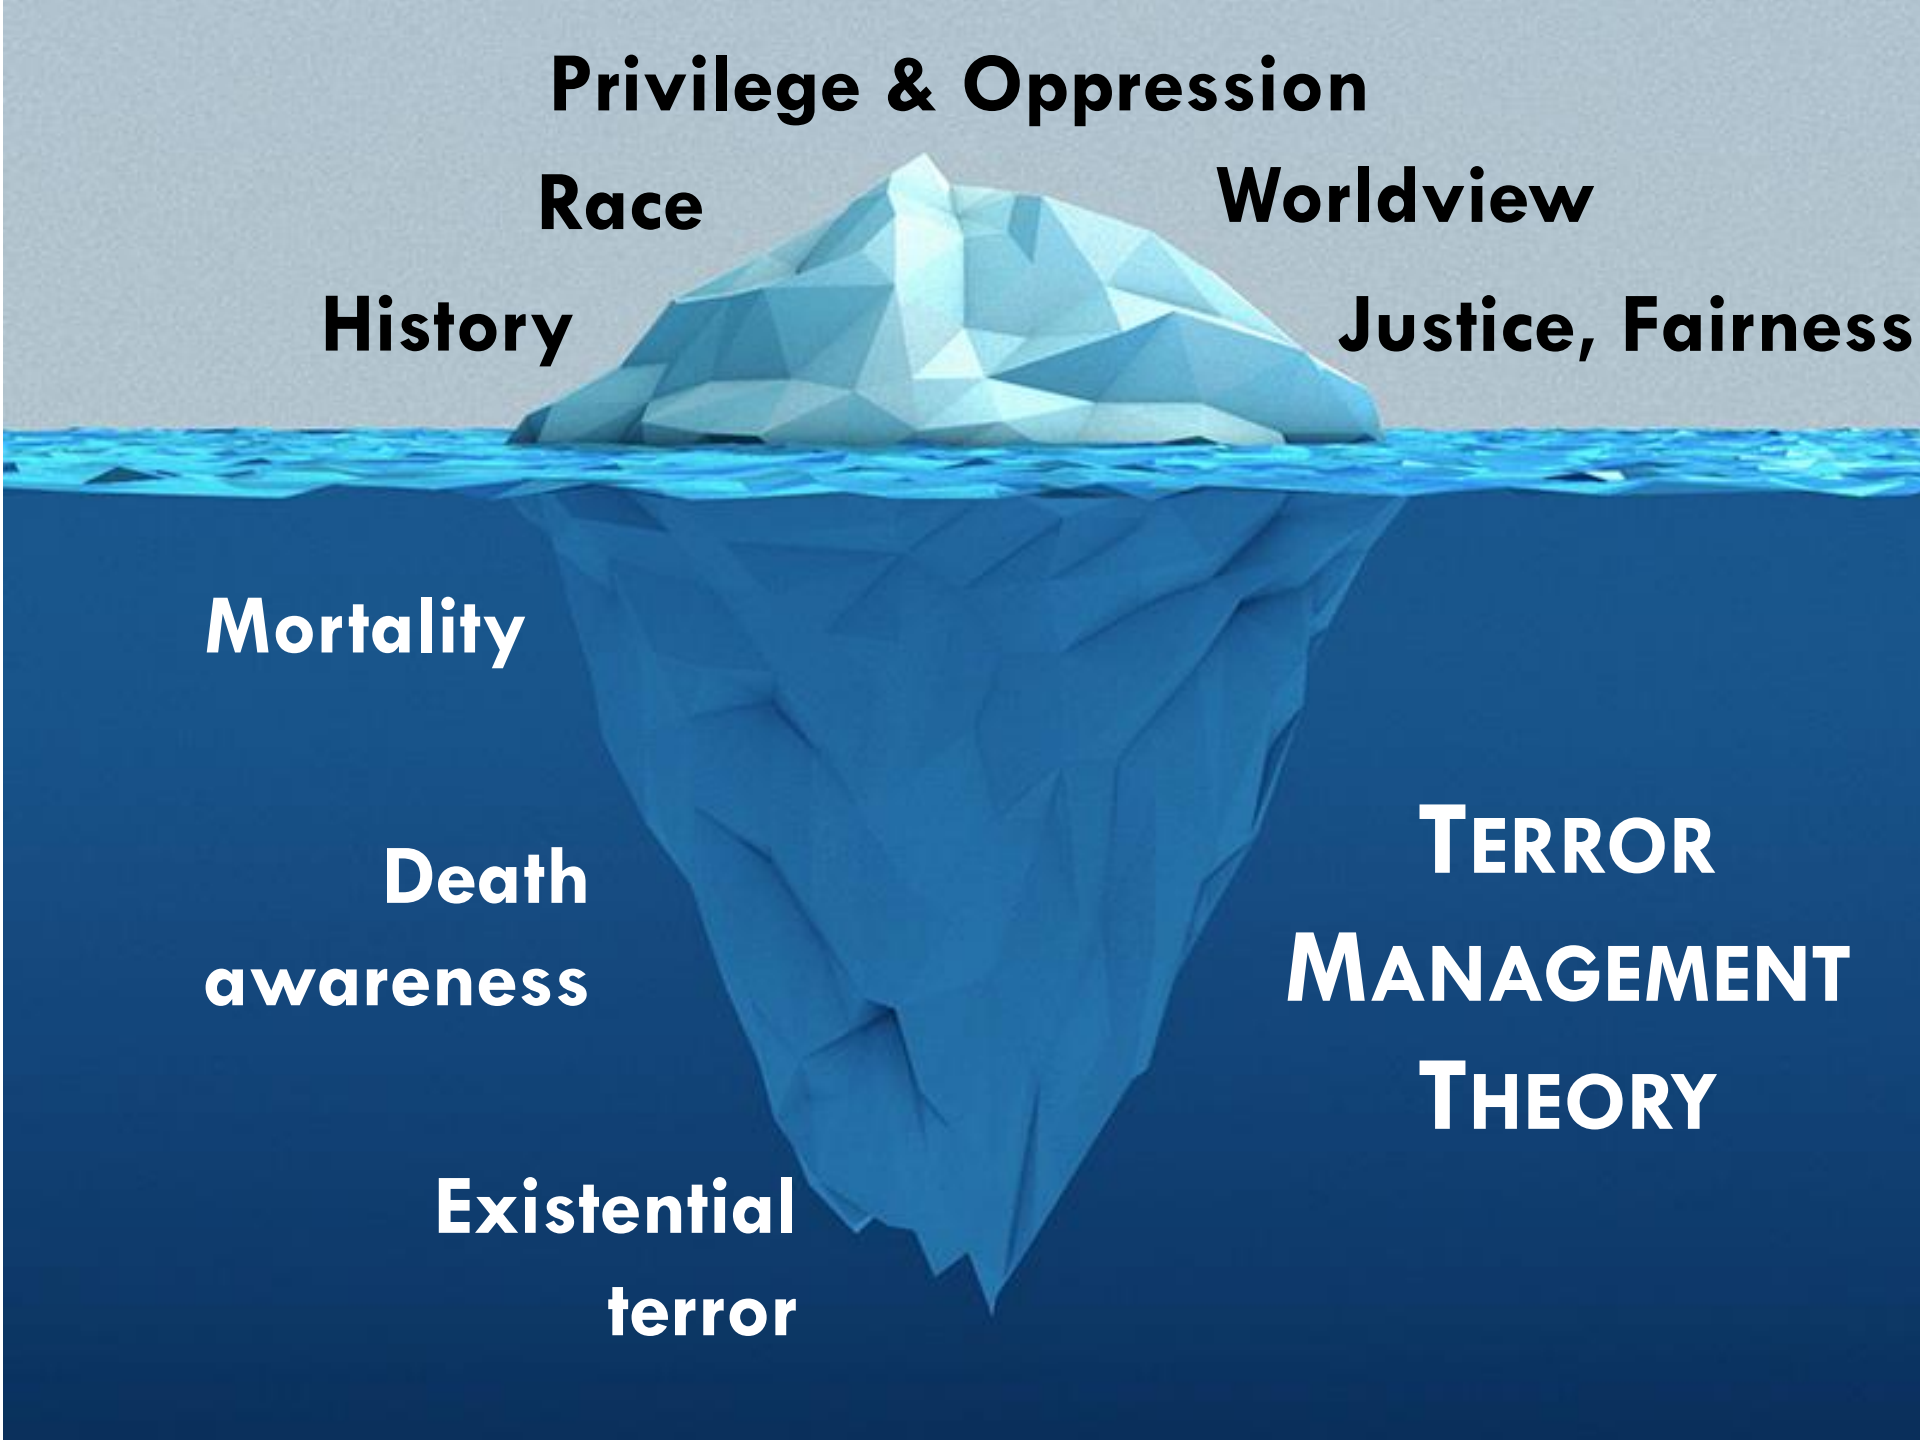 Privilege & Oppression
Race
Worldview
History
Justice, Fairness
Mortality
Death
awareness
TERROR
MANAGEMENT
THEORY
Existential
terror